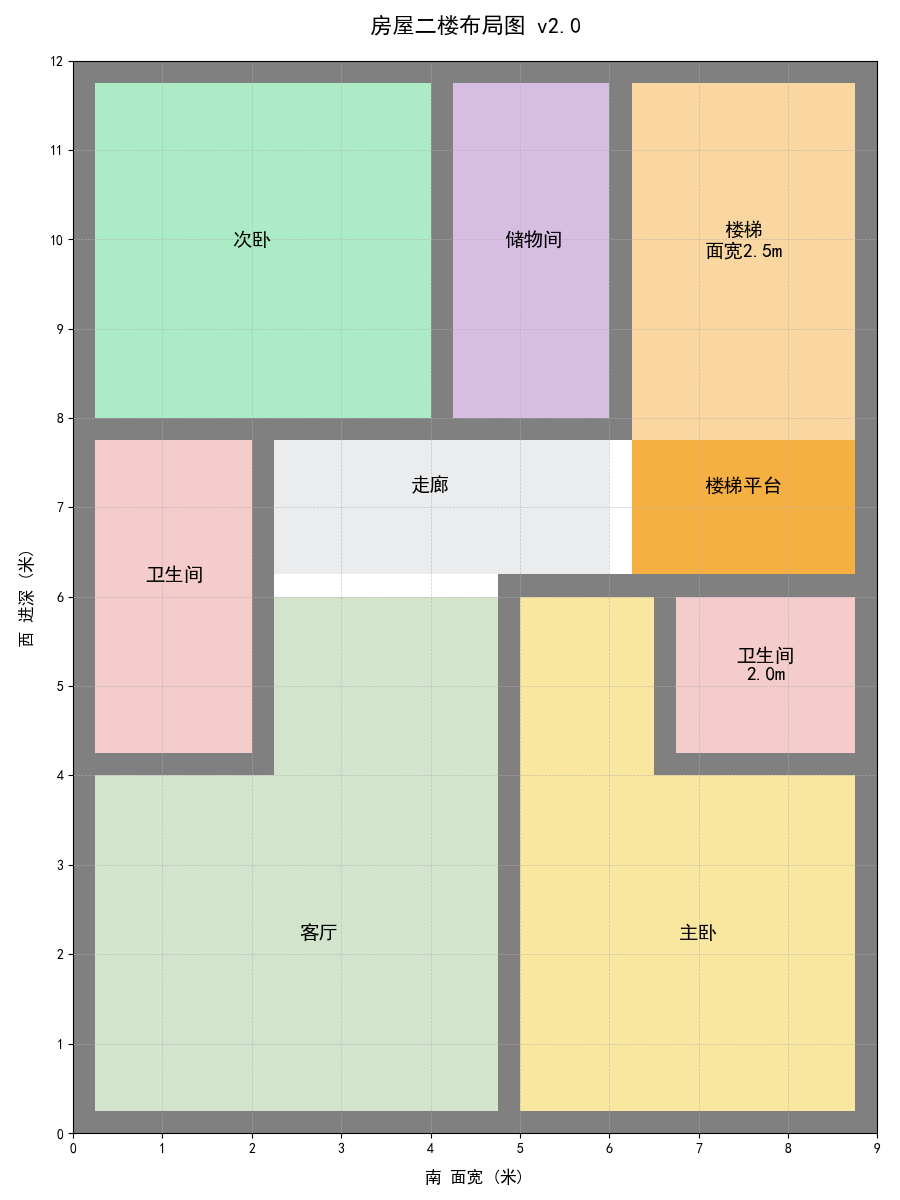 房屋二楼布局图 v2.0
次卧
储物间
楼梯
面宽2.5m
走廊
楼梯平台
卫生间
卫生间
2.0m
客厅
主卧
西 进深 (米)
12
11
10
9
8
7
6
5
4
3
2
1
0
0 1 2 3 4 5 6 7 8 9
南 面宽 (米)